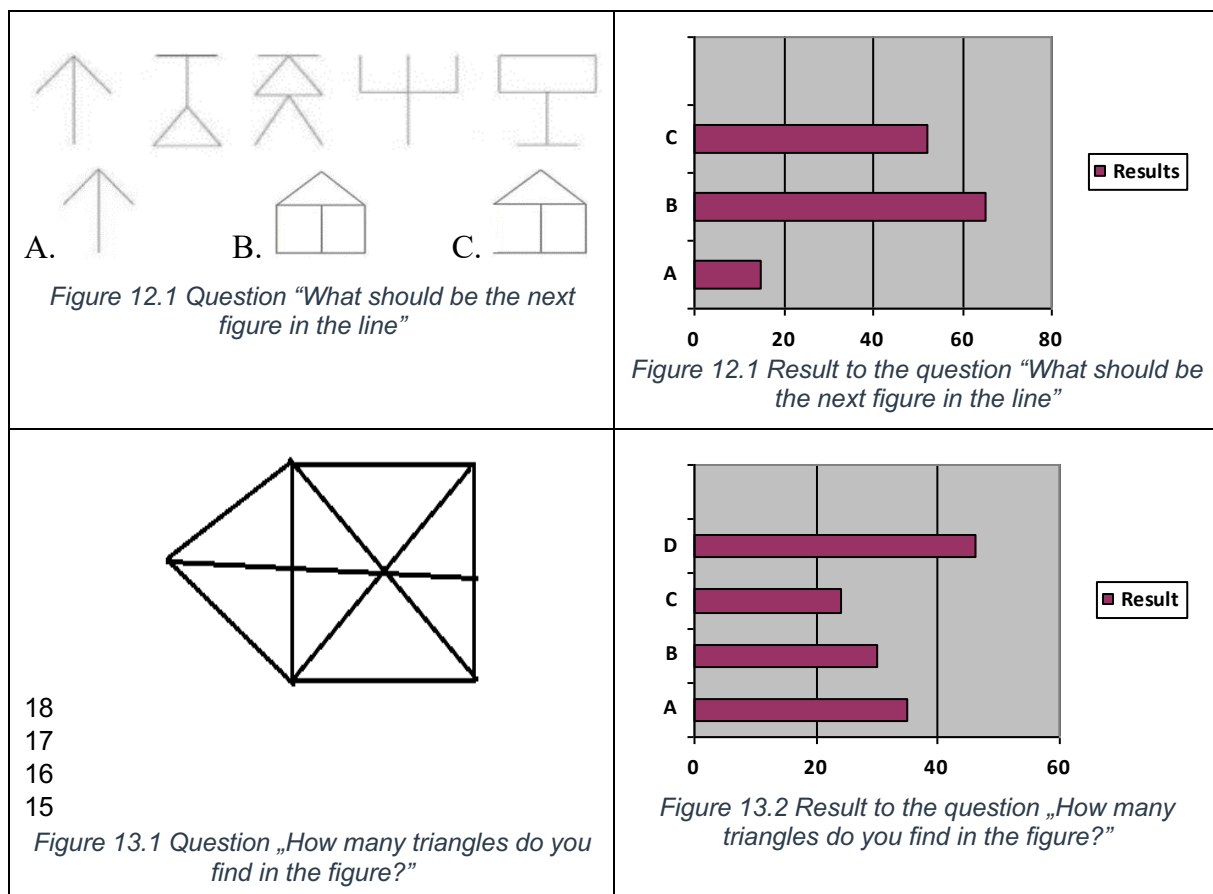 A.
B.
C.
Figure 12.1 Question “What should be the next
figure in the line”
C
B
A
0 20 40 60 80
Results
Figure 12.1 Result to the question “What should be
the next figure in the line”
18
17
16
15
Figure 13.1 Question „How many triangles do you
find in the figure?”
D
C
B
A
0 20 40 60
Result
Figure 13.2 Result to the question „How many
triangles do you find in the figure?”